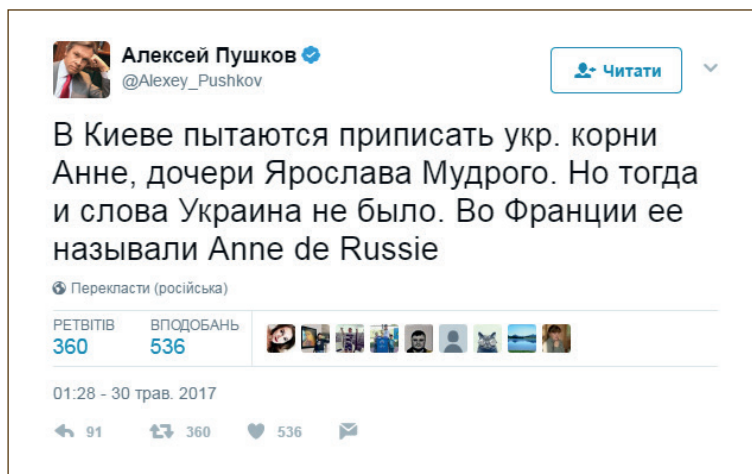 Алексей Пушков
@Alexey_Pushkov
Читати
В Киеве пытаются приписать укр. корни
Анне, дочери Ярослава Мудрого. Но тогда
и слова Украина не было. Во Франции ее
называли Anne de Russie
Перекласти (російська)
РЕТВІТІВ ВПОДОБАНЬ
360 536
01:28 - 30 трав. 2017
91 360 536